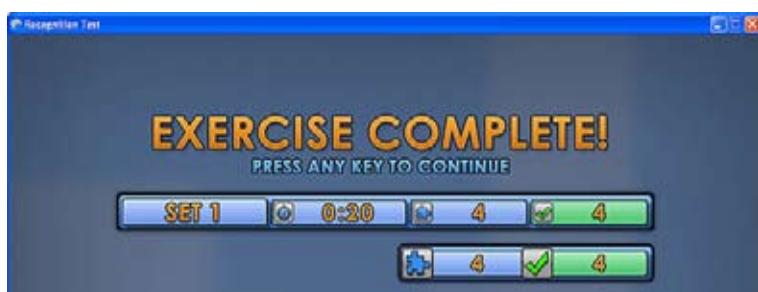 Recognition Test
EXERCISE COMPLETE!
PRESS ANY KEY TO CONTINUE
SET 1 0:20 4 4
4 4